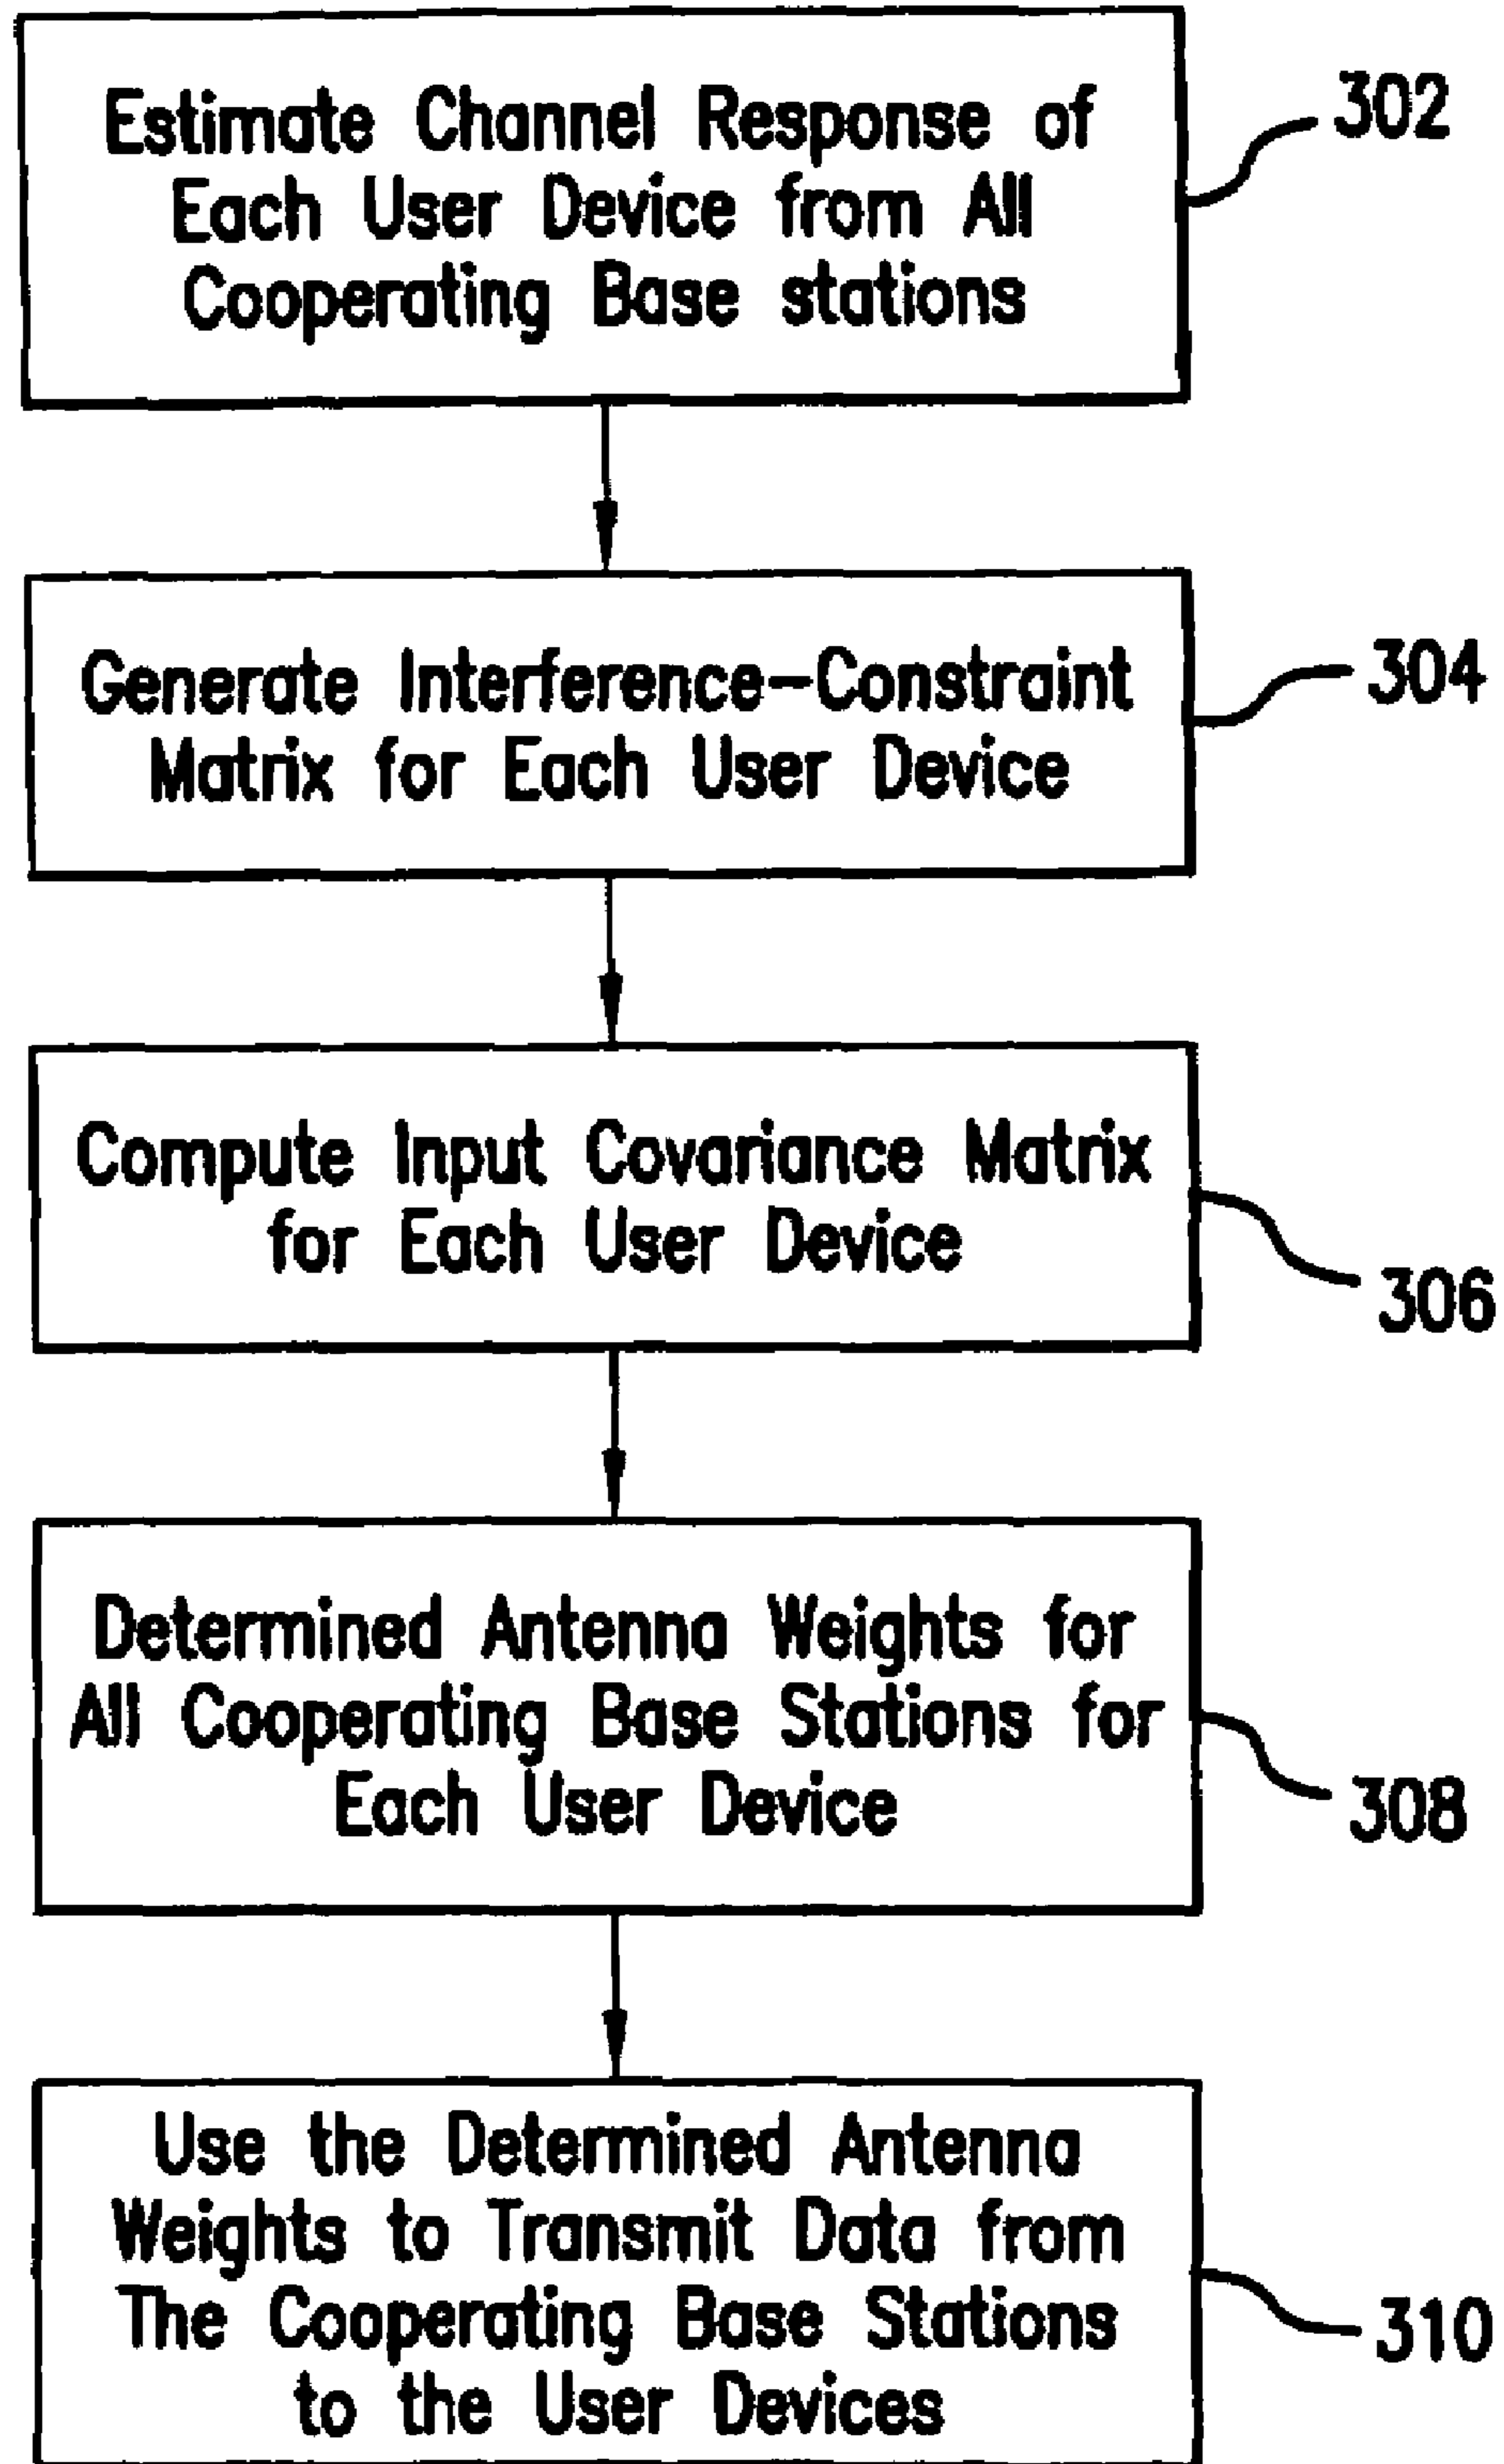 Estimate Channel Response of
Each User Device from All
Cooperating Base stations
302
Generate Interference-Constraint
Matrix for Each User Device
304
Compute Input Covariance Matrix
for Each User Device
306
Determined Antenna Weights for
All Cooperating Base Stations for
Each User Device
308
Use the Determined Antenna
Weights to Transmit Data from
The Cooperating Base Stations
to the User Devices
310